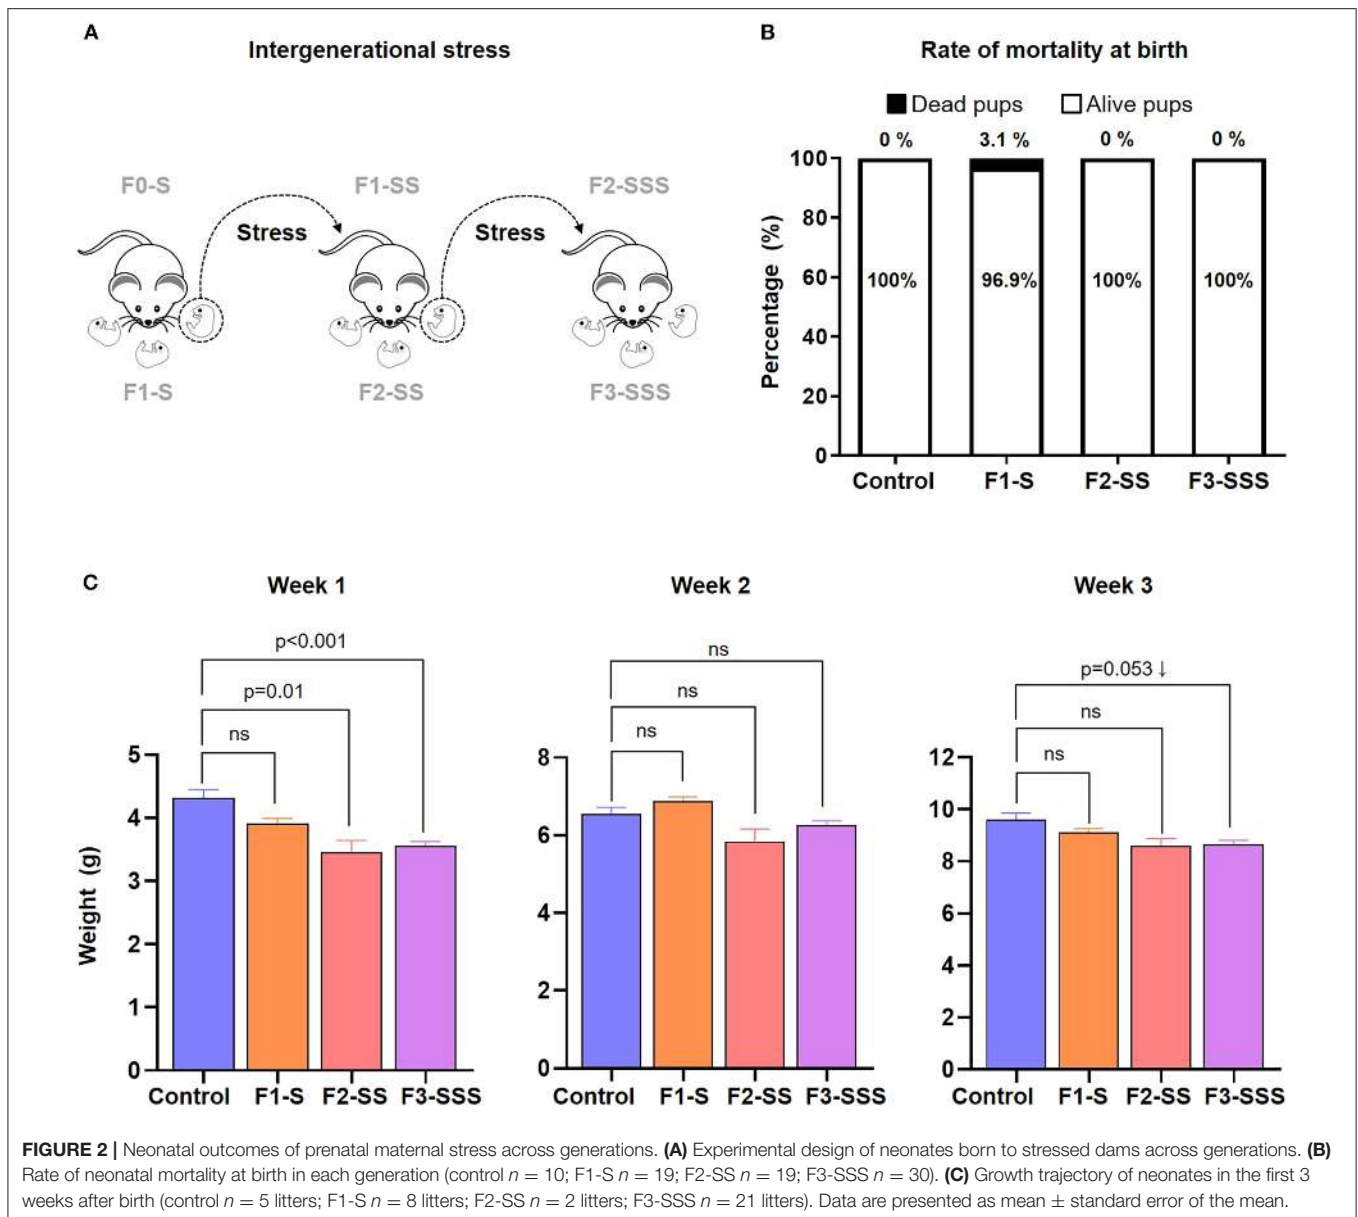 A
Intergenerational stress
F0-S
F1-SS
F2-SSS
Stress
Stress
F1-S
F2-SS
F3-SSS
B
Rate of mortality at birth
Dead pups
Alive pups
0 %
3.1 %
0 %
0 %
Percentage (%)
100
80
60
40
20
0
100%
96.9%
100%
100%
Control
F1-S
F2-SS
F3-SSS
C
Week 1
p<0.001
p=0.01
ns
Weight (g)
5
4
3
2
1
0
Control
F1-S
F2-SS
F3-SSS
Week 2
ns
ns
ns
8
6
4
2
0
Control
F1-S
F2-SS
F3-SSS
Week 3
p=0.053 ↓
ns
ns
12
10
8
6
4
2
0
Control
F1-S
F2-SS
F3-SSS
FIGURE 2 | Neonatal outcomes of prenatal maternal stress across generations. (A) Experimental design of neonates born to stressed dams across generations. (B)
Rate of neonatal mortality at birth in each generation (control n = 10; F1-S n = 19; F2-SS n = 19; F3-SSS n = 30). (C) Growth trajectory of neonates in the first 3
weeks after birth (control n = 5 litters; F1-S n = 8 litters; F2-SS n = 2 litters; F3-SSS n = 21 litters). Data are presented as mean ± standard error of the mean.